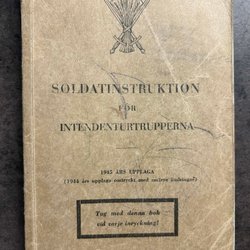 SOLDATINSTRUKTION
FÖR
INTENDENTURTRUPPERNA
1945 ÅRS UPPLAGA
(1944 års upplaga omtryckt med smärre ändringar)
Tag med denna bok
vid varje inryckning!